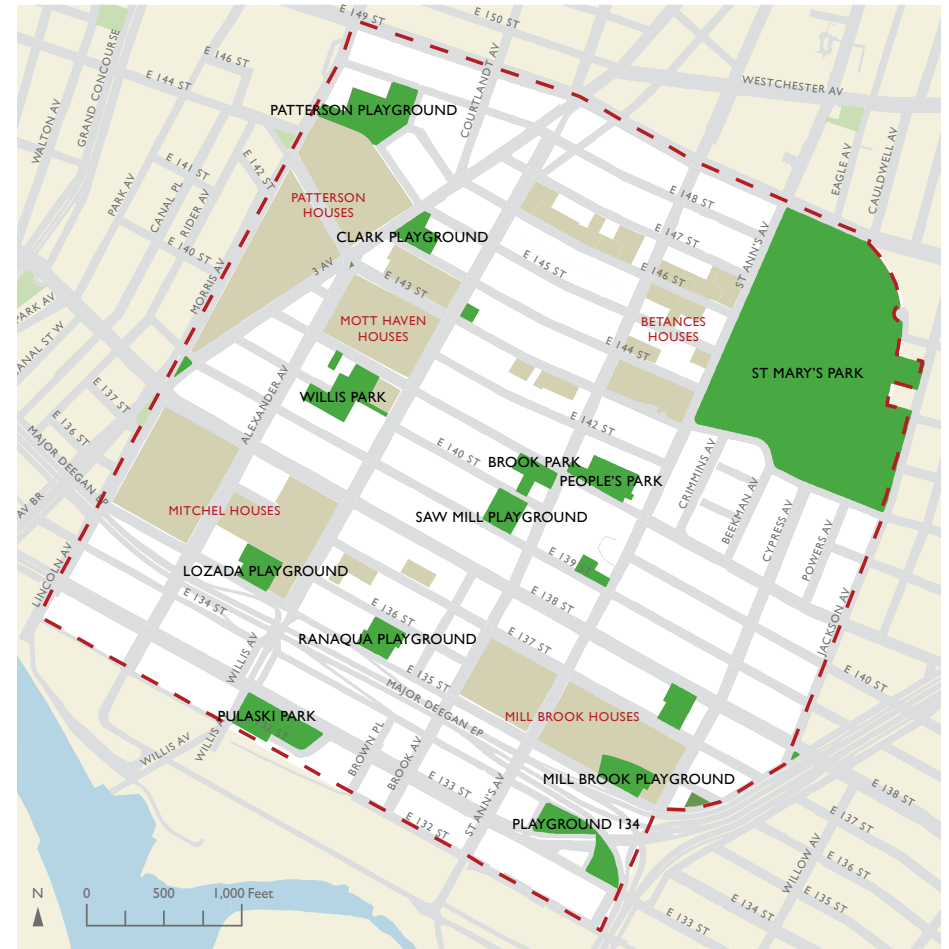 E 149 ST
E 150 ST
COURTLANDT AV
WESTCHESTER AV
WALTON AV
GRAND CONCOURSE
E 146 ST
E 144 ST
PATTERSON PLAYGROUND
EAGLE AV
CAULDWELL AV
E 142 ST
E 141 ST
PARK AV
CANAL PL
RIDER AV
E 140 ST
PATTERSON
HOUSES
E 148 ST
E 147 ST
ST ANN'S AV
CLARK PLAYGROUND
E 145 ST
E 146 ST
3 AV
E 143 ST
MORRIS AV
PARK AV
CANAL ST W
MOTT HAVEN
HOUSES
BETANCES
HOUSES
E 144 ST
ST MARY'S PARK
ALEXANDER AV
WILLIS PARK
E 137 ST
E 136 ST
MAJOR DEEGAN EP
AV BR
E 142 ST
E 140 ST
BROOK PARK
PEOPLE'S PARK
CRIMMINS AV
BEEKMAN AV
CYPRESS AV
POWERS AV
MITCHEL HOUSES
SAW MILL PLAYGROUND
LINCOLN AV
LOZADA PLAYGROUND
E 139 ST
E 134 ST
E 138 ST
E 136 ST
JACKSON AV
RANAQUA PLAYGROUND
E 137 ST
WILLIS AV
E 135 ST
E 140 ST
MAJOR DEEGAN EP
PULASKI PARK
MILL BROOK HOUSES
WILLIS AV
WILLIS AV
BROWN PL
BROOK AV
E 133 ST
MILL BROOK PLAYGROUND
E 138 ST
ST ANN'S AV
PLAYGROUND 134
E 132 ST
E 137 ST
WILLOW AV
E 136 ST
E 135 ST
E 134 ST
E 133 ST
N
0 500 1,000 Feet